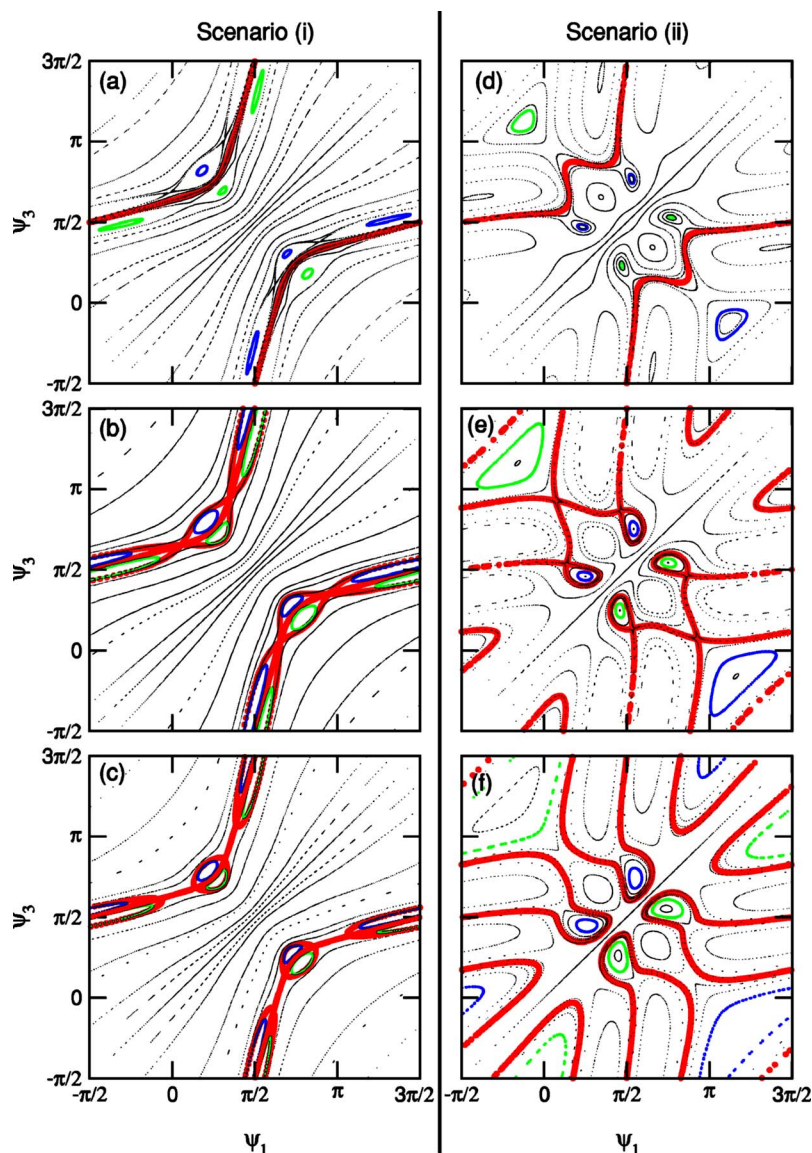 Scenario (i)
Scenario (ii)
(a)
3π/2
π
π/2
0
-π/2
ψ3
(d)
(b)
3π/2
π
π/2
0
-π/2
ψ3
(e)
(c)
3π/2
π
π/2
0
-π/2
ψ3
(f)
-π/2 0 π/2 π 3π/2
-π/2 0 π/2 π 3π/2
ψ1
ψ1